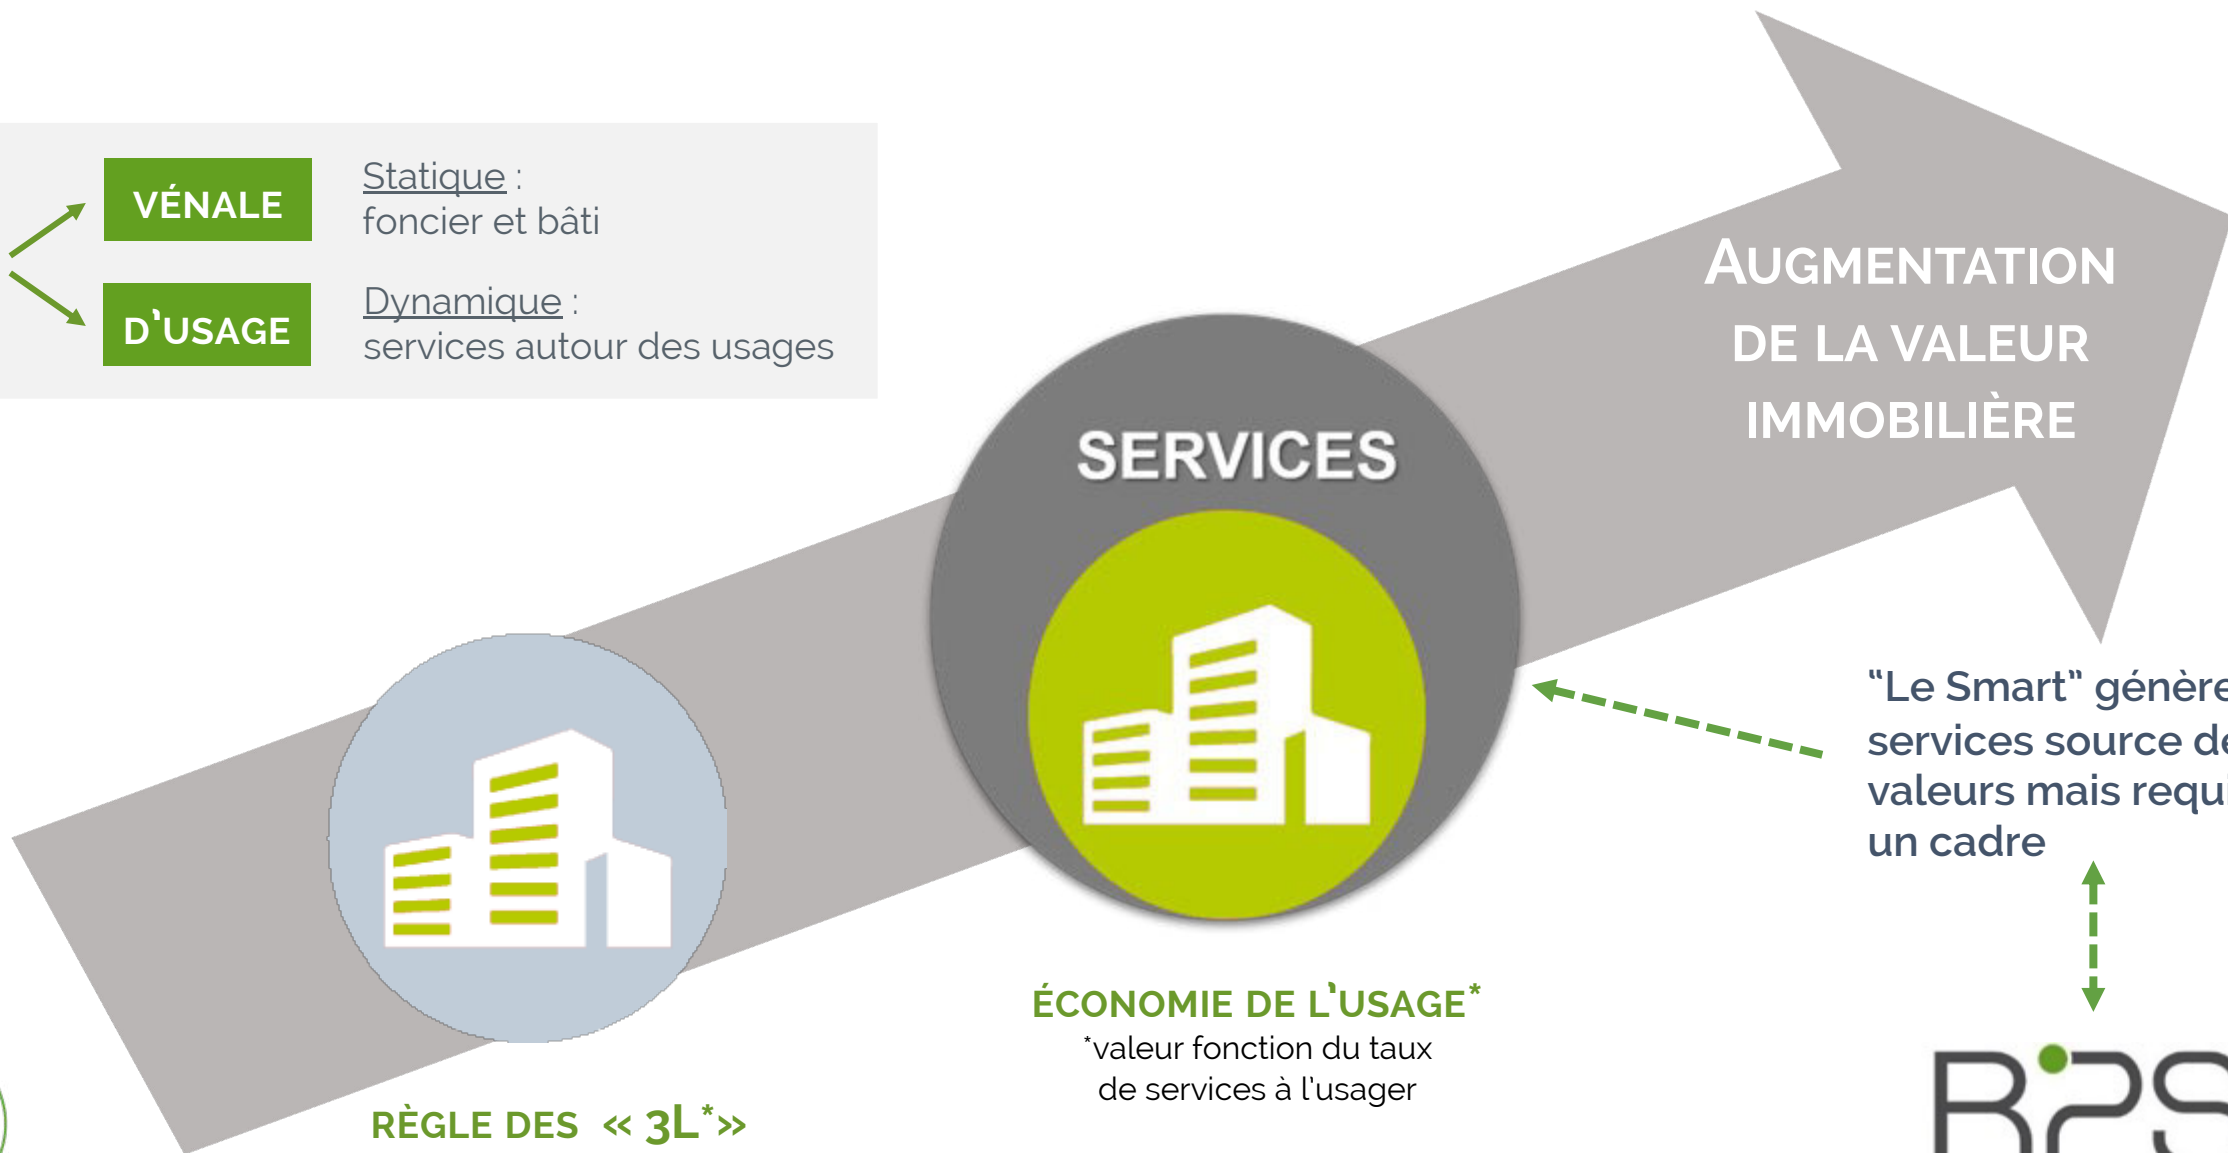 VÉNALE
Statique :
foncier et bâti
D'USAGE
Dynamique :
services autour des usages
AUGMENTATION
DE LA VALEUR
IMMOBILIÈRE
SERVICES
“Le Smart” génère
services source de
valeurs mais requi
un cadre
ÉCONOMIE DE L'USAGE*
*valeur fonction du taux
de services à l'usager
RÈGLE DES « 3L*»
R2S